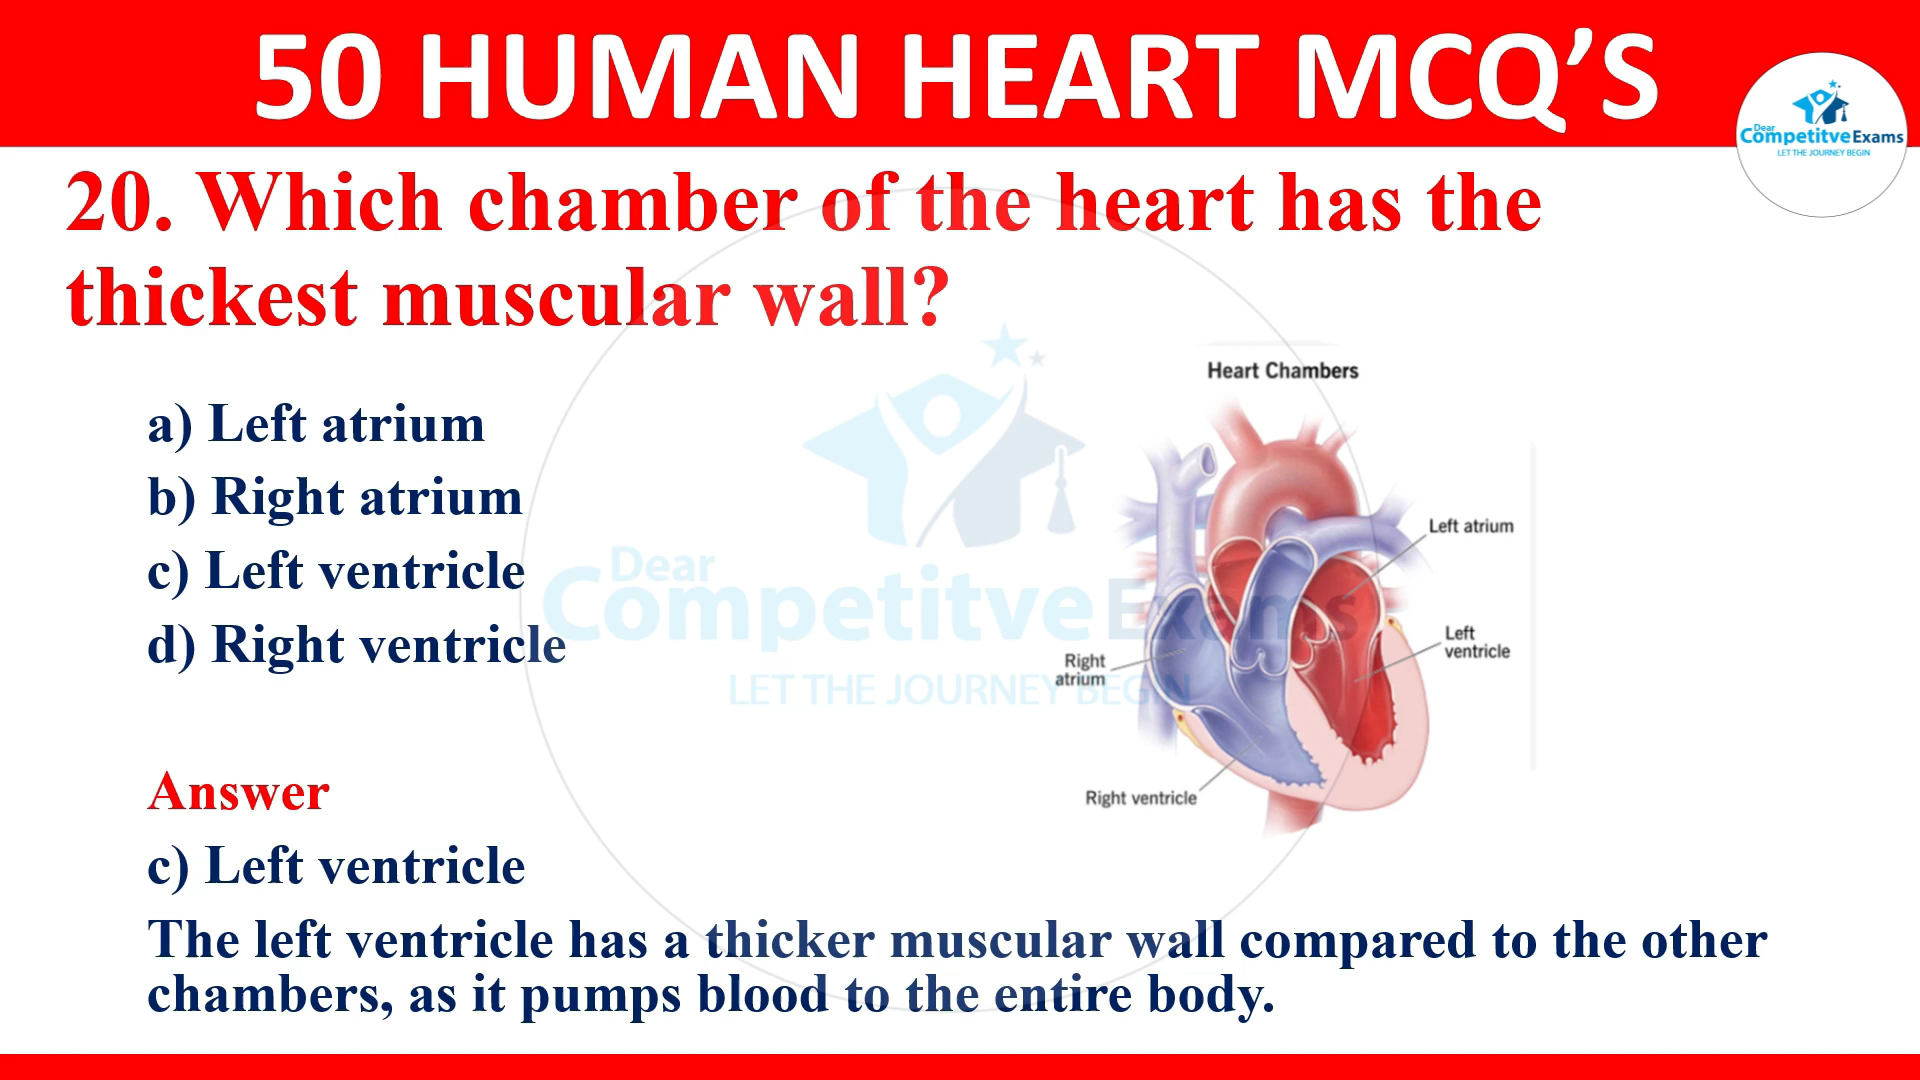 50 HUMAN HEART MCQ’S
Dear
CompetitveExams
LET THE JOURNEY BEGIN
20. Which chamber of the heart has the
thickest muscular wall?
a) Left atrium
b) Right atrium
c) Left ventricle
d) Right ventricle
Heart Chambers
Left atrium
Left
ventricle
Right
atrium
Right ventricle
Dear
Competitve Exams
LET THE JOURNEY BEGIN
Answer
c) Left ventricle
The left ventricle has a thicker muscular wall compared to the other
chambers, as it pumps blood to the entire body.